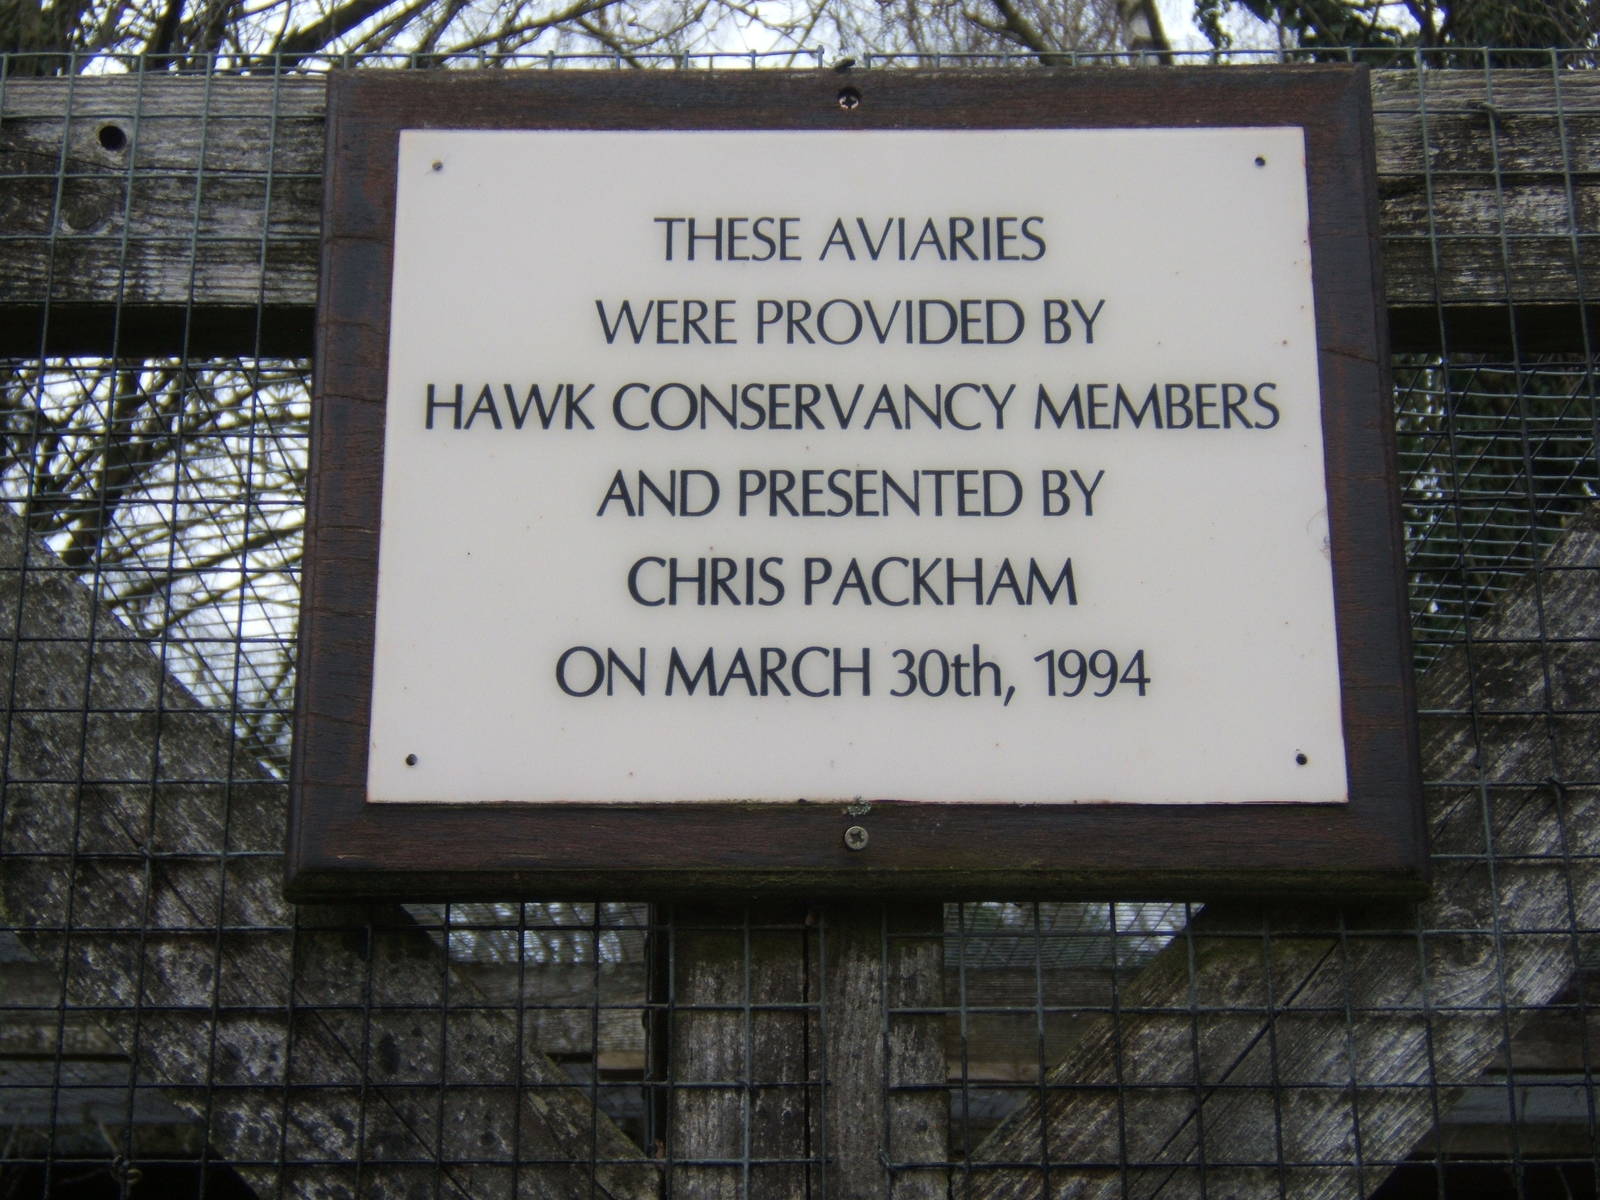 THESE AVIARIES
WERE PROVIDED BY
HAWK CONSERVANCY MEMBERS
AND PRESENTED BY
CHRIS PACKHAM
ON MARCH 30th, 1994